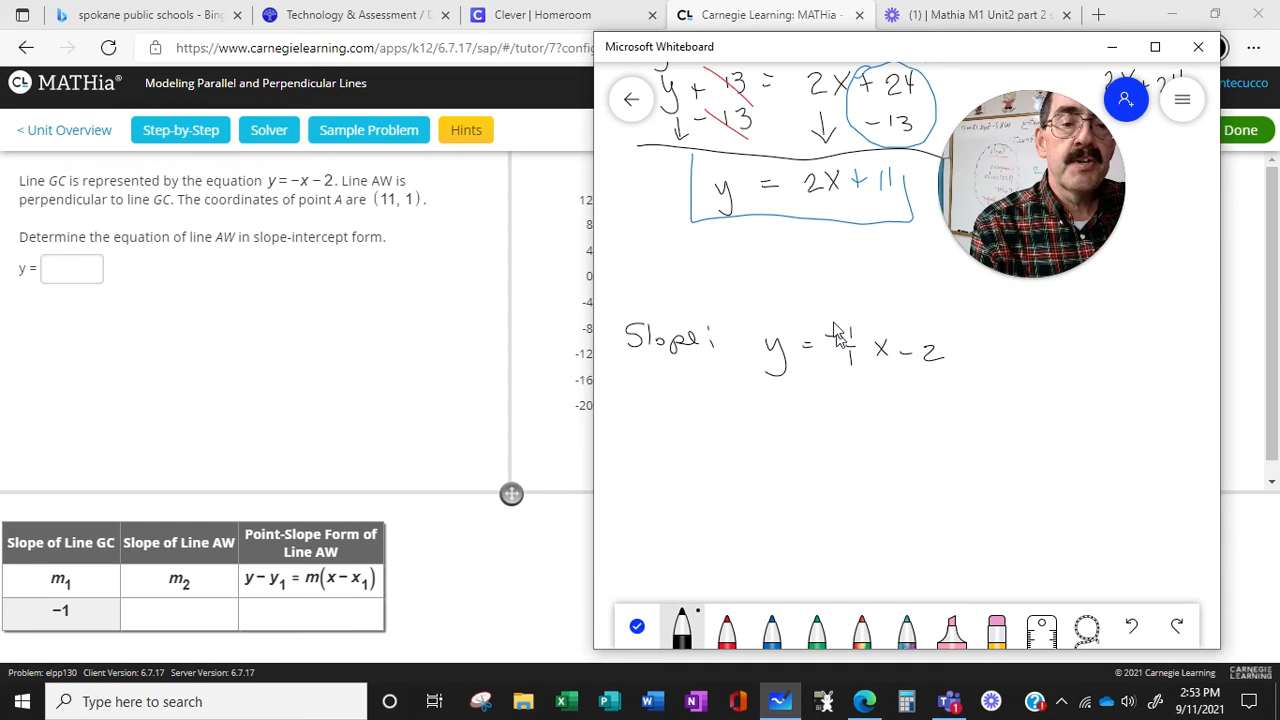 spokane public schools - Bing
Technology & Assessment / D
Clever | Homeroom
Carnegie Learning: MATHia -
(1) | Mathia M1 Unit2 part 2 s
https://www.carnegielearning.com/apps/k12/6.7.17/sap/#/tutor/7?config
CL MATHia®
Modeling Parallel and Perpendicular Lines
ntecucco
< Unit Overview
Step-by-Step
Solver
Sample Problem
Hints
Done
Line GC is represented by the equation y = −x − 2. Line AW is
perpendicular to line GC. The coordinates of point A are (11, 1).
Determine the equation of line AW in slope-intercept form.
y =
12
8
4
0
-4
-8
-12
-16
-20
Microsoft Whiteboard
y + 13 = 2x + 24
- 13 - 13
y = 2x + 11
Slope: y = -1/1 x - 2
Slope of Line GC Slope of Line AW Point-Slope Form of Line AW
m1 m2 y − y1 = m(x − x1)
−1
Problem: elpp130 Client Version: 6.7.17 Server Version: 6.7.17
© 2021 Carnegie Learning
CARNEGIE LEARNING
Type here to search
2:53 PM
9/11/2021